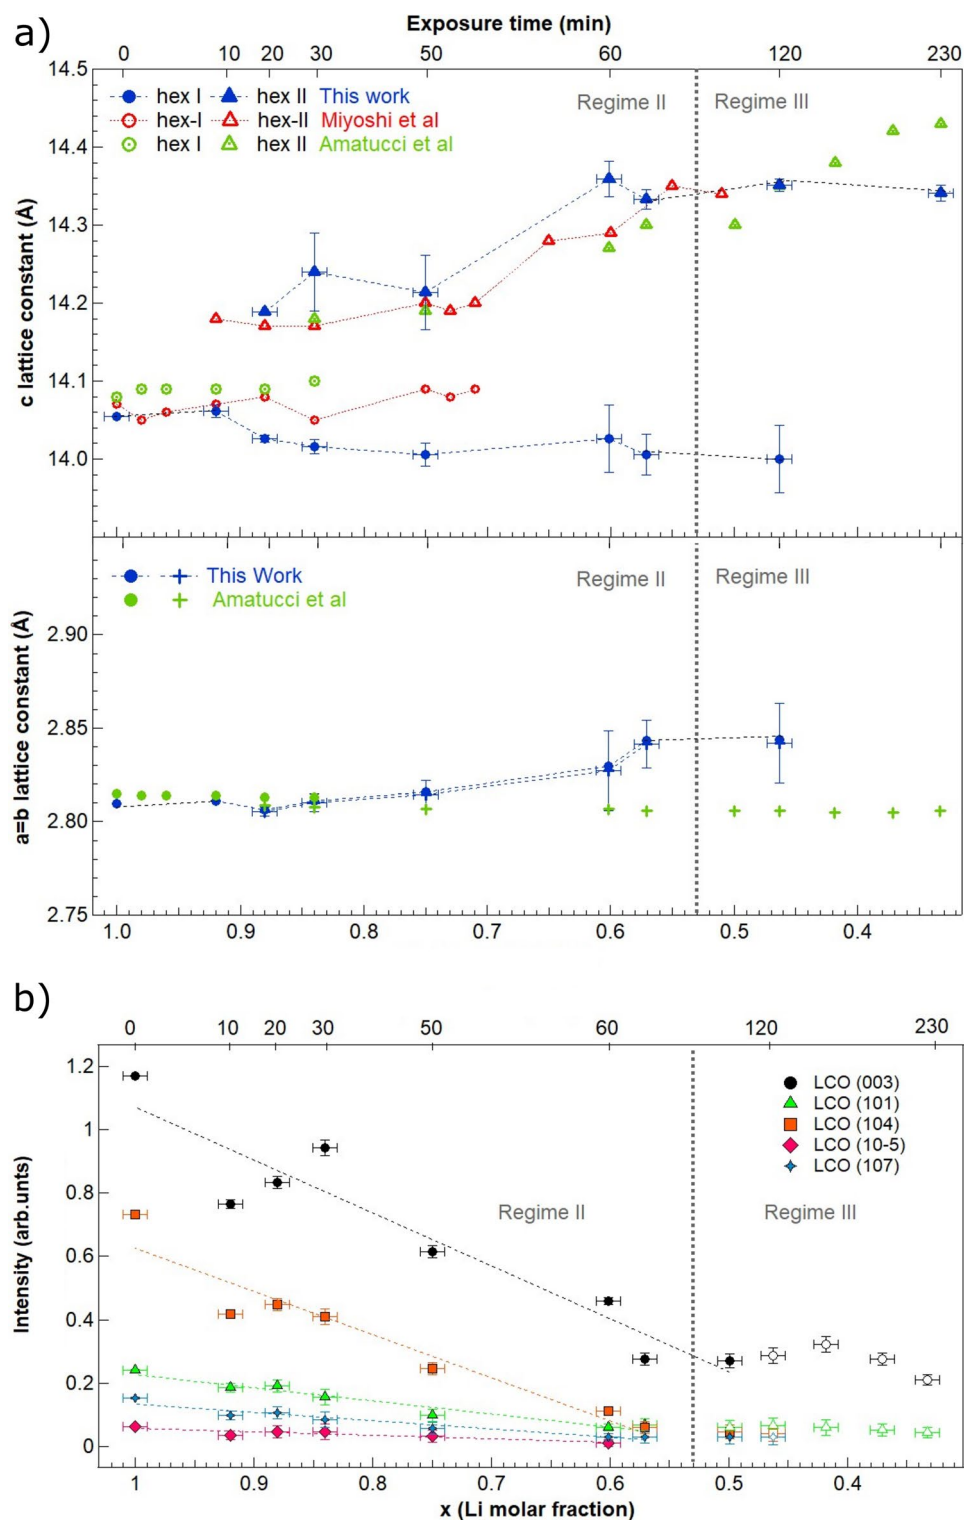 a)
Exposure time (min)
0 10 20 30 50 60 120 230
14.5
14.4
14.3
14.2
14.1
14.0
c lattice constant (Å)
hex I hex II This work
hex-I hex-II Miyoshi et al
hex I hex II Amatucci et al
Regime II Regime III
This Work
Amatucci et al
Regime II Regime III
2.90
2.85
2.80
2.75
a=b lattice constant (Å)
1.0 0.9 0.8 0.7 0.6 0.5 0.4
b)
0 10 20 30 50 60 120 230
1.2
1
0.8
0.6
0.4
0.2
0
Intensity (arb.unts)
LCO (003)
LCO (101)
LCO (104)
LCO (10-5)
LCO (107)
Regime II Regime III
1 0.9 0.8 0.7 0.6 0.5 0.4
x (Li molar fraction)